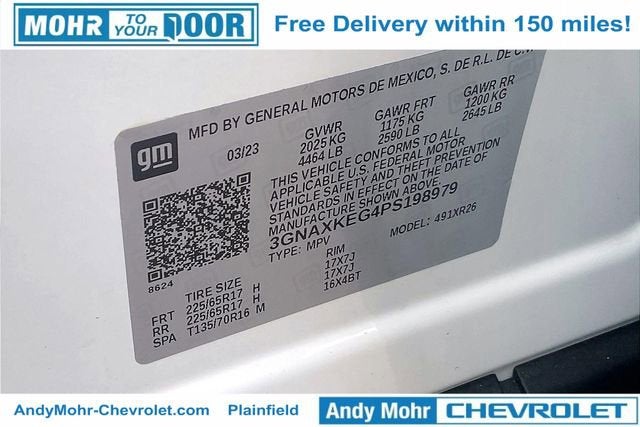 MOHR TO YOUR DOOR
Free Delivery within 150 miles!
gm
MFD BY GENERAL MOTORS DE MEXICO, S. DE R.L. DE C.V.
03/23
GVWR
2025 KG
4464 LB
GAWR FRT
1175 KG
2590 LB
GAWR RR
1200 KG
2645 LB
THIS VEHICLE CONFORMS TO ALL
APPLICABLE U.S. FEDERAL MOTOR
VEHICLE SAFETY AND THEFT PREVENTION
STANDARDS IN EFFECT ON THE DATE OF
MANUFACTURE SHOWN ABOVE.
3GNAXKEG4PS198979
TYPE: MPV
MODEL: 491XR26
8624
TIRE SIZE
RIM
FRT 225/65R17 H 17X7J
RR 225/65R17 H 17X7J
SPA T135/70R16 M 16X4BT
AndyMohr-Chevrolet.com
Plainfield
Andy Mohr CHEVROLET